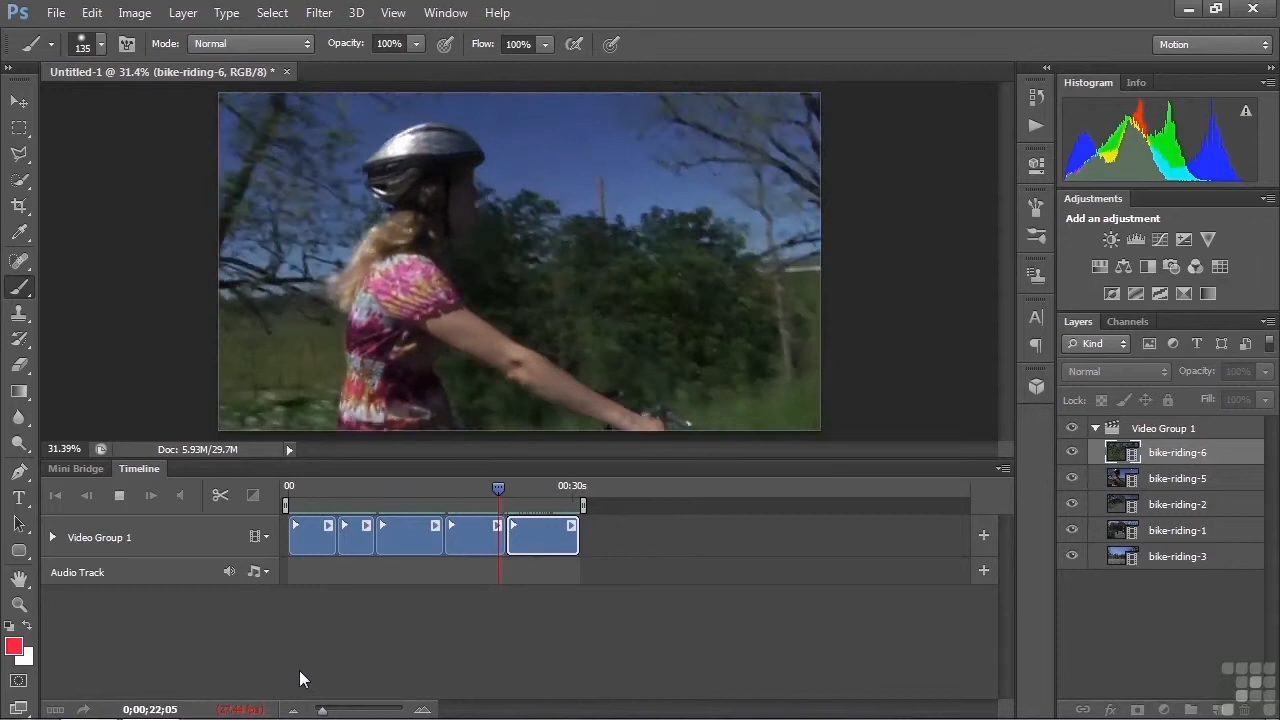 Ps File Edit Image Layer Type Select Filter 3D View Window Help
135 Mode: Normal Opacity: 100% Flow: 100% Motion
Untitled-1 @ 31.4% (bike-riding-6, RGB/8) * ×
Histogram Info
Adjustments
Add an adjustment
Layers Channels
Kind
Normal Opacity: 100%
Lock: Fill: 100%
Video Group 1
bike-riding-6
bike-riding-5
bike-riding-2
bike-riding-1
bike-riding-3
31.39% Doc: 5.93M/29.7M
Mini Bridge Timeline
00 00:30s
Video Group 1
Audio Track
0;00;22;05